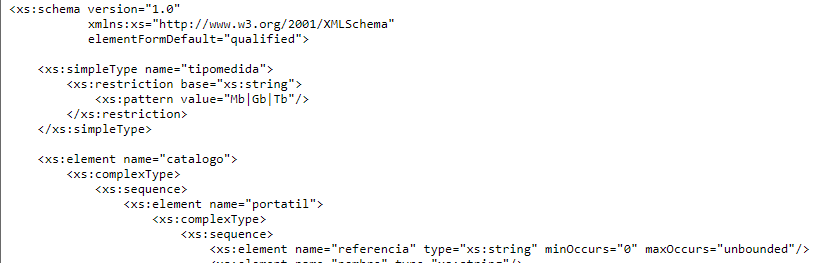 <xs:schema version="1.0"
xmlns:xs="http://www.w3.org/2001/XMLSchema"
elementFormDefault="qualified">
<xs:simpleType name="tipomedida">
<xs:restriction base="xs:string">
<xs:pattern value="Mb|Gb|Tb"/>
</xs:restriction>
</xs:simpleType>
<xs:element name="catalogo">
<xs:complexType>
<xs:sequence>
<xs:element name="portatil">
<xs:complexType>
<xs:sequence>
<xs:element name="referencia" type="xs:string" minOccurs="0" maxOccurs="unbounded"/>